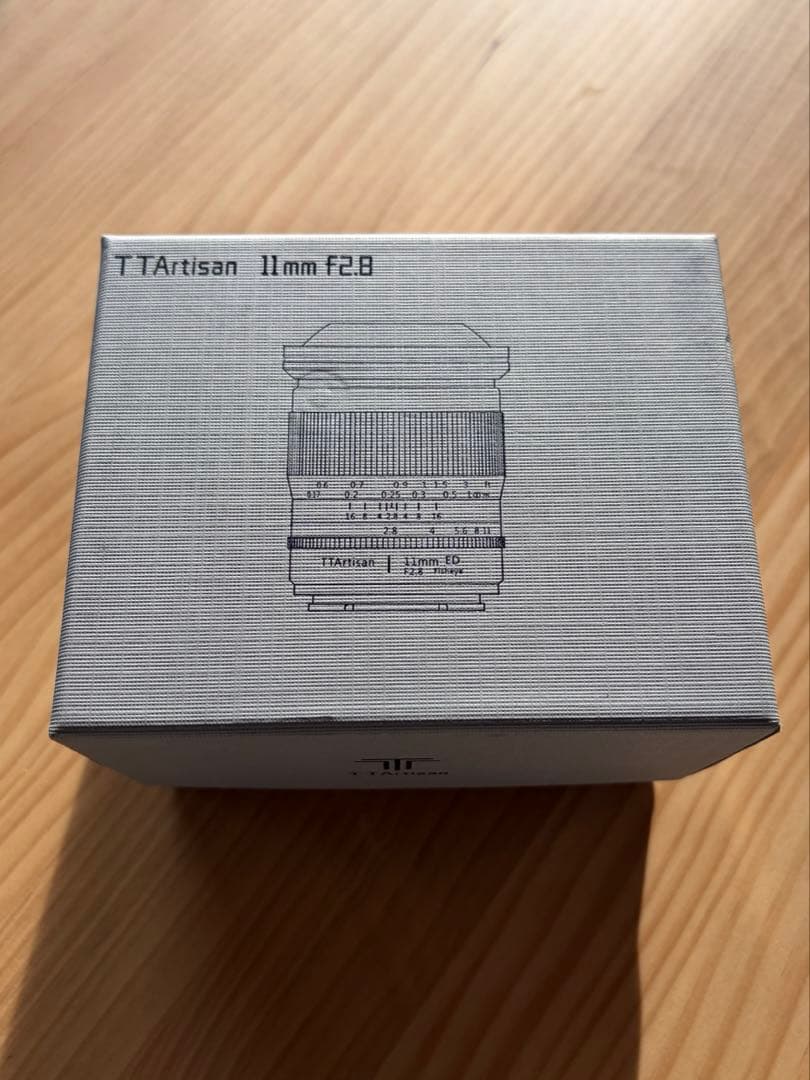 TTArtisan 11mm f2.8
0.6 0.7 0.9 1 1.5 3 ft
0.17 0.2 0.25 0.3 0.5 1 ∞ m
16 8 4 2.8 4 8 16
2.8 4 5.6 8 11
TTArtisan | 11mm ED
F2.8 Fisheye
TTArtisan